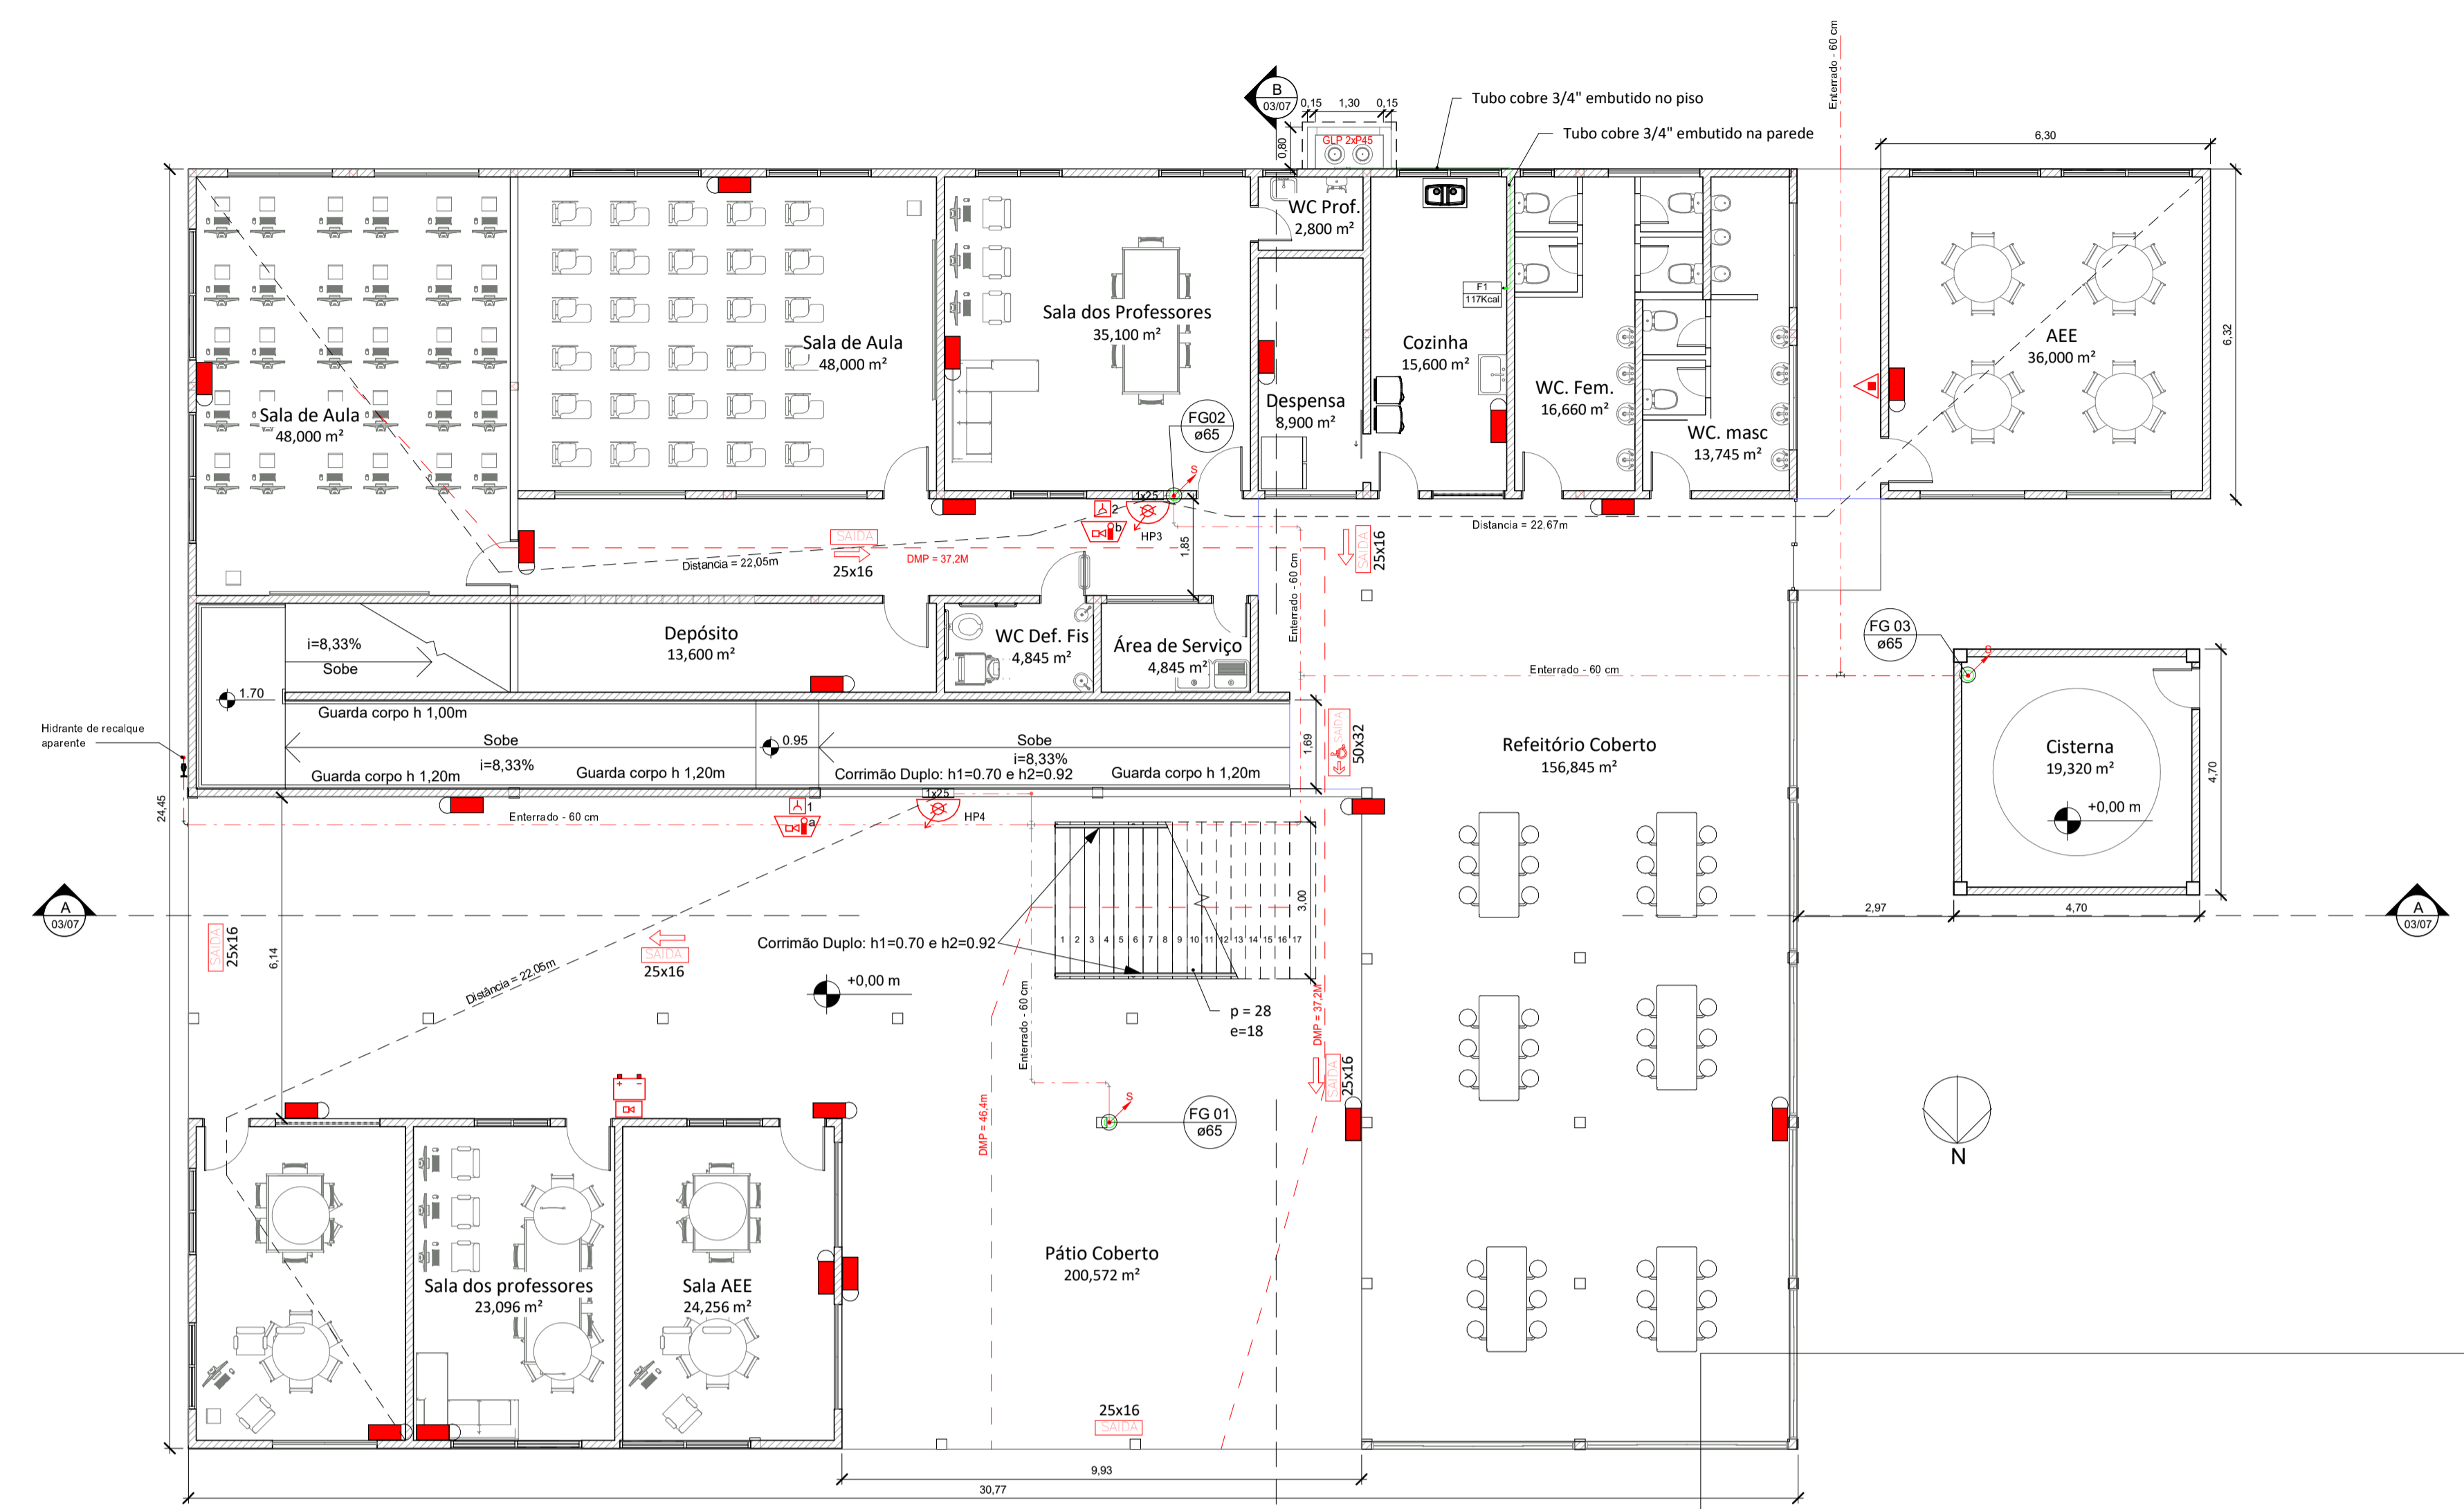 B
03/07
0,15
1,30
0,15
0,80
GLP 2xP45
Tubo cobre 3/4" embutido no piso
Tubo cobre 3/4" embutido na parede
Enterrado - 60 cm
6,30
6,32
WC Prof.
2,800 m²
Sala dos Professores
35,100 m²
Sala de Aula
48,000 m²
Sala de Aula
48,000 m²
F1
117Kcal
Cozinha
15,600 m²
Despensa
8,900 m²
WC. Fem.
16,660 m²
WC. masc
13,745 m²
AEE
36,000 m²
FG02
ø65
S
1x25
2
b
HP3
1,85
SAÍDA
25x16
Distancia = 22,05m
DMP = 37,2M
SAÍDA
25x16
Distancia = 22,67m
Enterrado - 60 cm
i=8,33%
Sobe
Depósito
13,600 m²
WC Def. Fis
4,845 m²
Área de Serviço
4,845 m²
FG 03
ø65
S
Enterrado - 60 cm
1.70
Guarda corpo h 1,00m
Hidrante de recalque
aparente
Sobe
i=8,33%
0.95
Sobe
i=8,33%
Guarda corpo h 1,20m
Guarda corpo h 1,20m
Corrimão Duplo: h1=0.70 e h2=0.92
Guarda corpo h 1,20m
1,69
SAÍDA
50x32
Refeitório Coberto
156,845 m²
Cisterna
19,320 m²
+0,00 m
4,70
24,45
Enterrado - 60 cm
1
a
1x25
HP4
A
03/07
SAÍDA
25x16
6,14
SAÍDA
25x16
Distância = 22,05m
Corrimão Duplo: h1=0.70 e h2=0.92
1 2 3 4 5 6 7 8 9 10 11 12 13 14 15 16 17
3,00
2,97
4,70
A
03/07
+0,00 m
p = 28
e=18
Enterrado - 60 cm
DMP = 37,2M
SAÍDA
25x16
S
FG 01
ø65
DMP = 46,4m
+ -
N
Sala dos professores
23,096 m²
Sala AEE
24,256 m²
Pátio Coberto
200,572 m²
25x16
SAÍDA
9,93
30,77